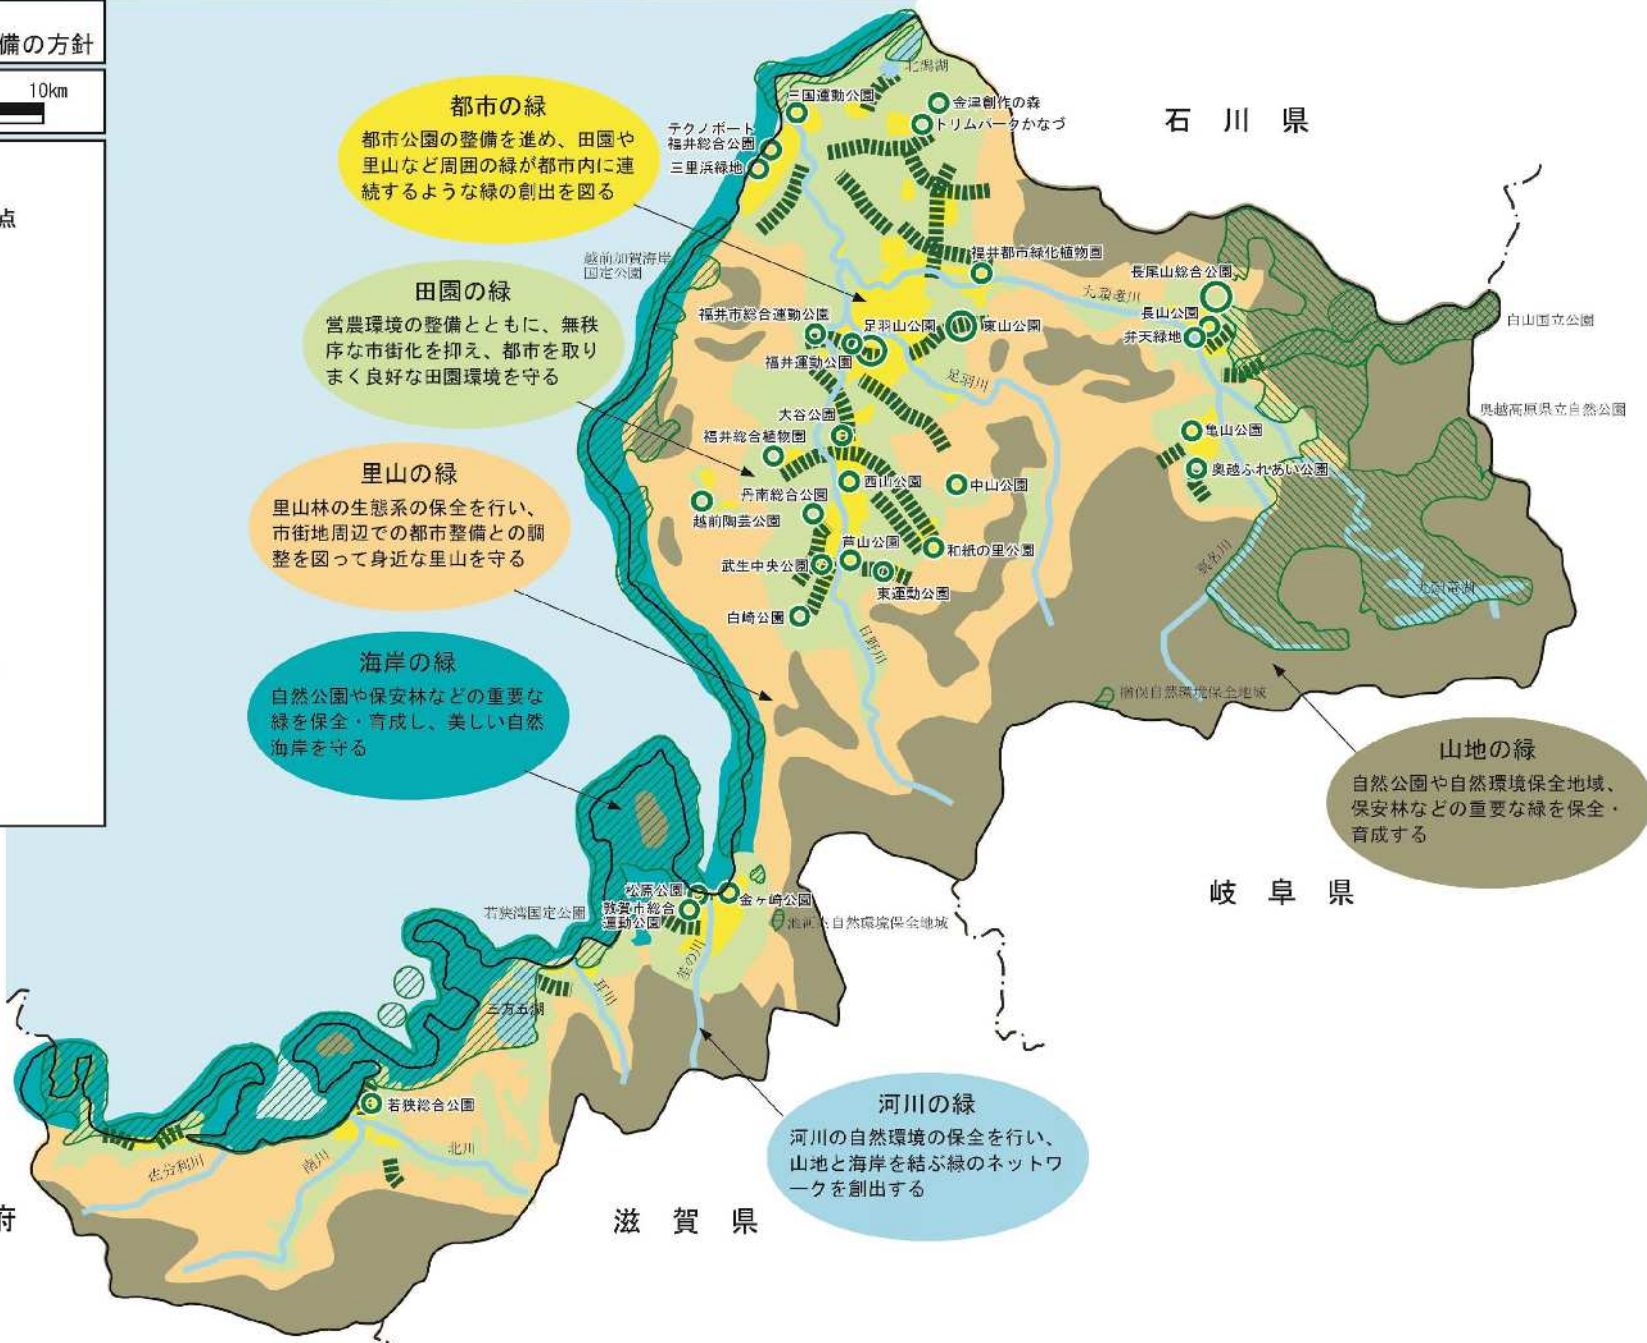 備の方針
10km
点
府
都市の緑
都市公園の整備を進め、田園や
里山など周囲の緑が都市内に連
続するような緑の創出を図る
田園の緑
営農環境の整備とともに、無秩
序な市街化を抑え、都市を取り
まく良好な田園環境を守る
里山の緑
里山林の生態系の保全を行い、
市街地周辺での都市整備との調
整を図って身近な里山を守る
海岸の緑
自然公園や保安林などの重要な
緑を保全・育成し、美しい自然
海岸を守る
山地の緑
自然公園や自然環境保全地域、
保安林などの重要な緑を保全・
育成する
河川の緑
河川の自然環境の保全を行い、
山地と海岸を結ぶ緑のネットワ
ークを創出する
石川県
岐阜県
滋賀県
北潟湖
三国運動公園
金津創作の森
トリムパークかなづ
テクノポート
福井総合公園
三里浜緑地
越前加賀海岸
国定公園
福井都市緑化植物園
長尾山総合公園
九頭竜川
長山公園
弁天緑地
白山国立公園
福井市総合運動公園
足羽山公園
東山公園
福井運動公園
足羽川
奥越高原県立自然公園
大谷公園
福井総合植物園
亀山公園
奥越ふれあい公園
西山公園
中山公園
丹南総合公園
越前陶芸公園
芦山公園
和紙の里公園
武生中央公園
東運動公園
白崎公園
日野川
真名川
九頭竜湖
自然環境保全地域
松原公園
金ヶ崎公園
敦賀市総合
運動公園
若狭湾国定公園
自然環境保全地域
笙の川
耳川
三方五湖
若狭総合公園
北川
南川
佐分利川